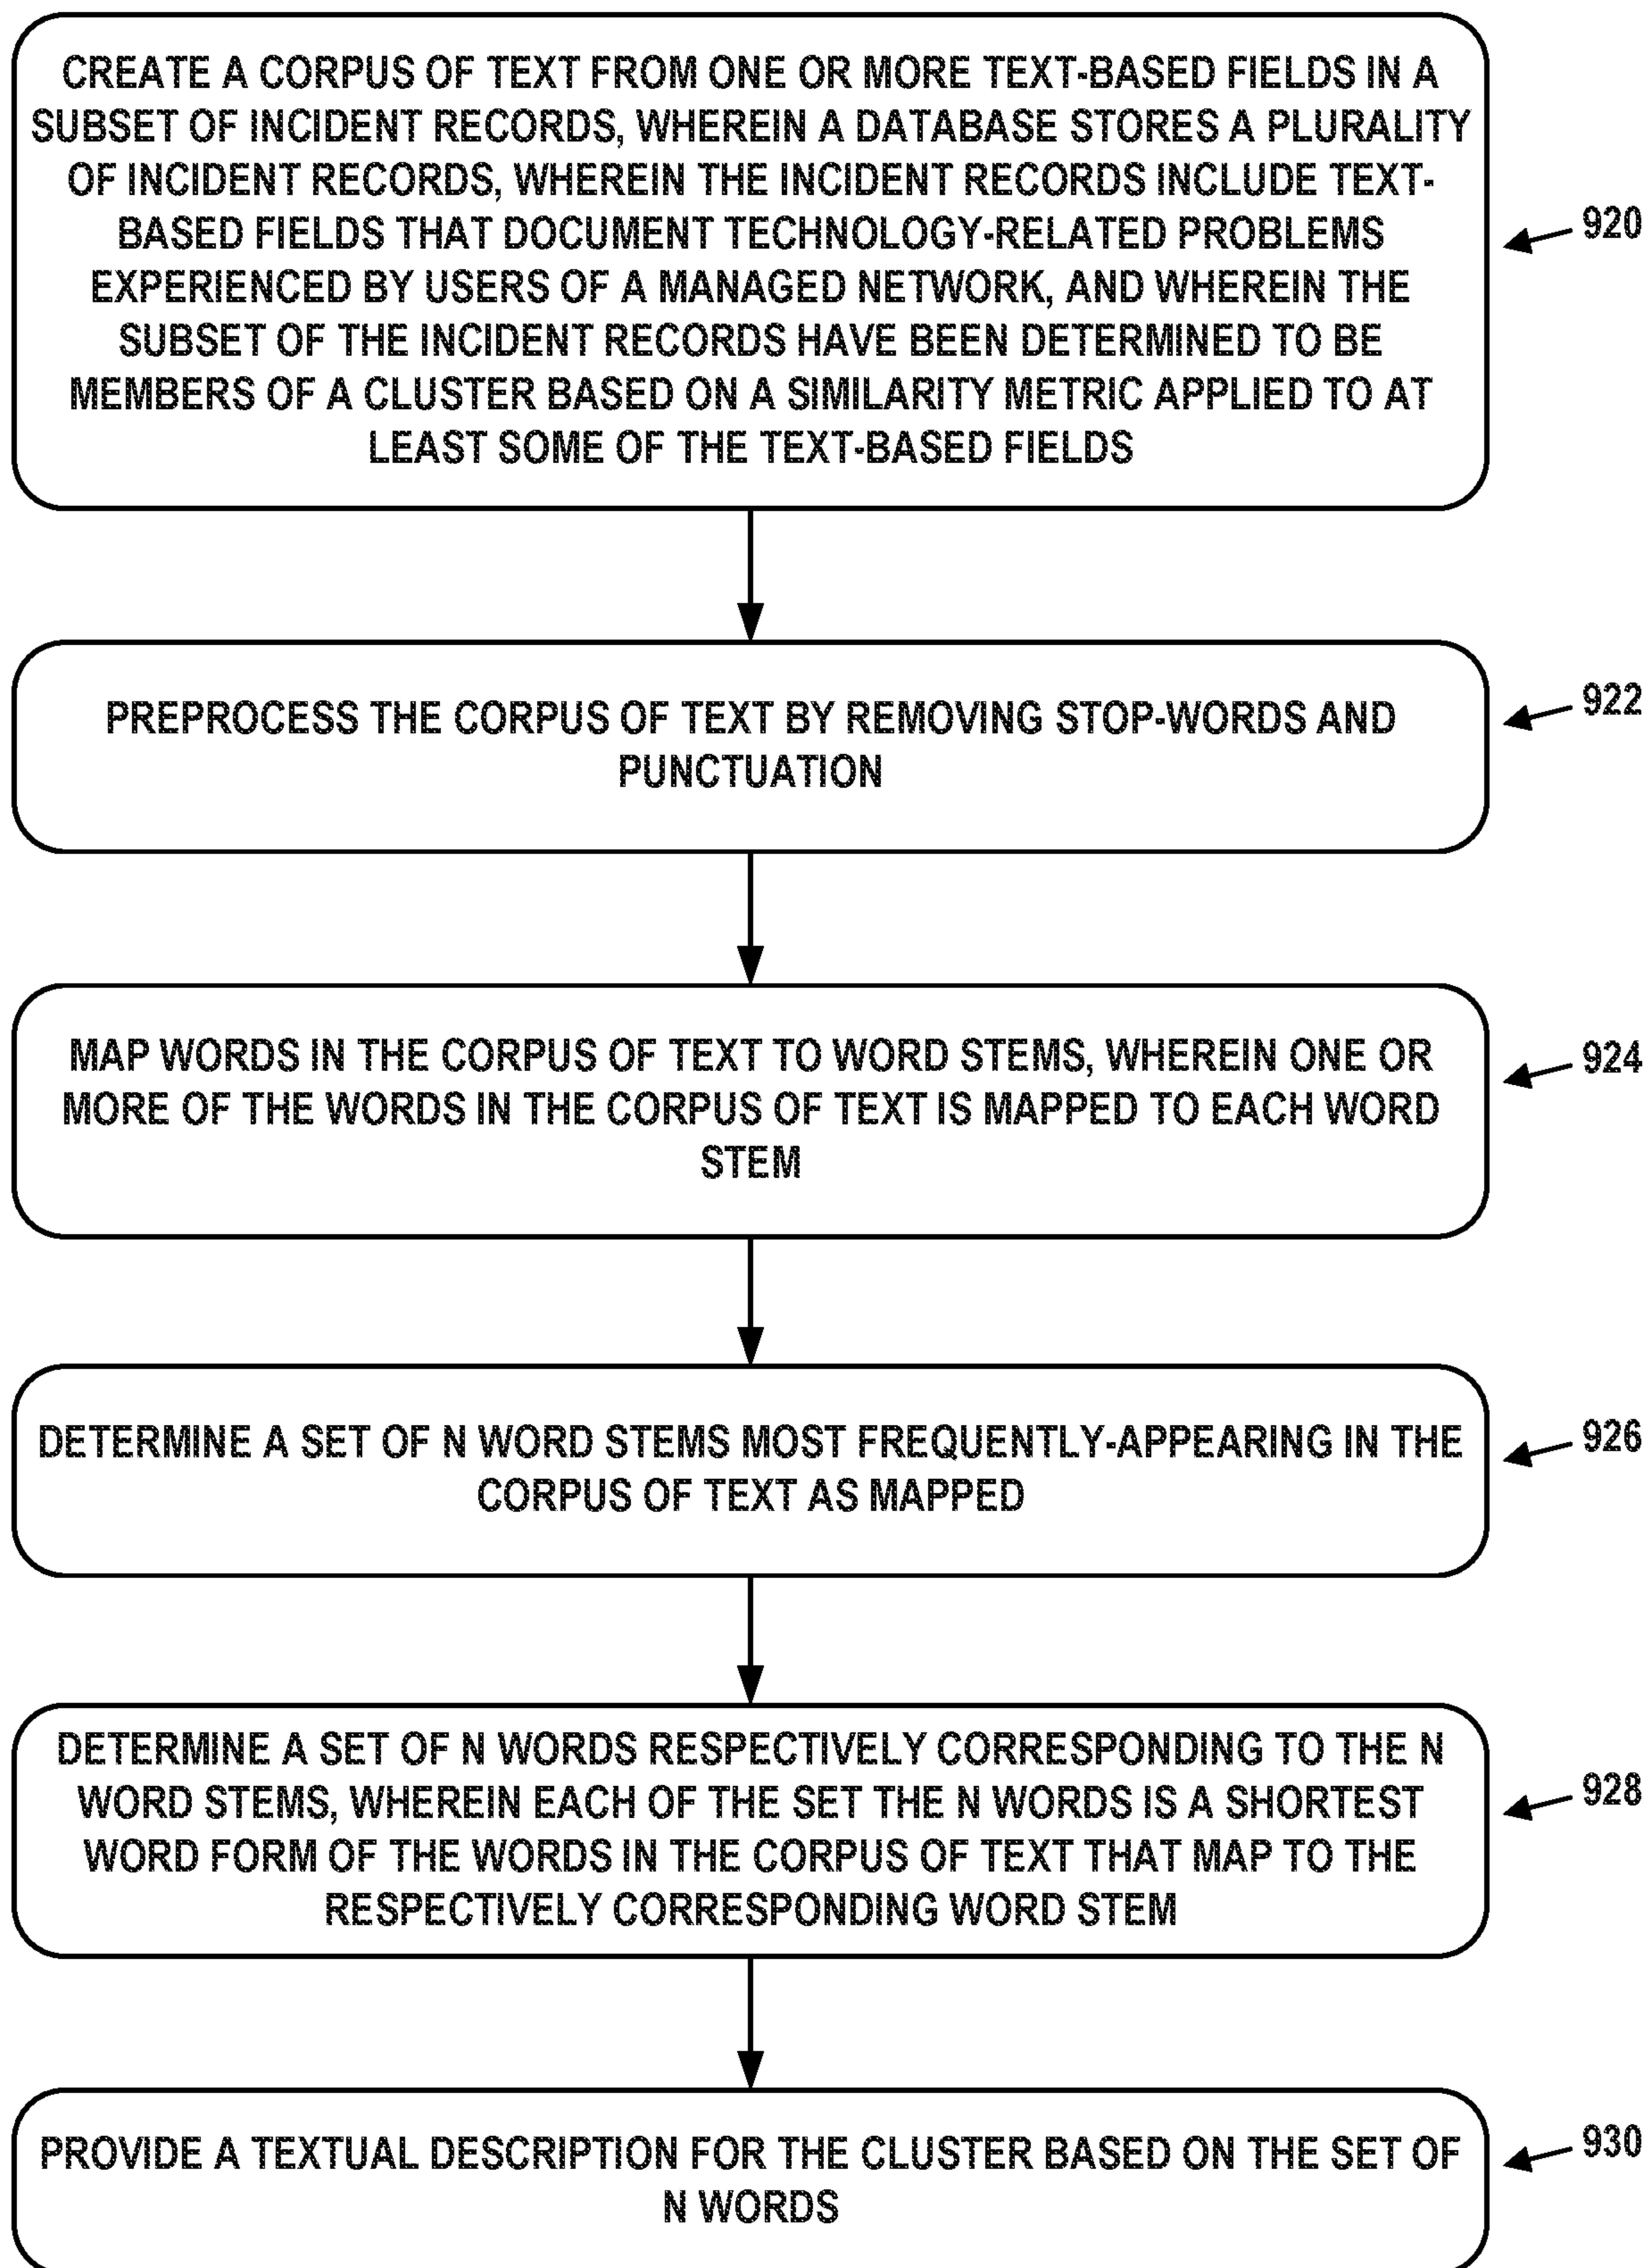 CREATE A CORPUS OF TEXT FROM ONE OR MORE TEXT-BASED FIELDS IN A
SUBSET OF INCIDENT RECORDS, WHEREIN A DATABASE STORES A PLURALITY
OF INCIDENT RECORDS, WHEREIN THE INCIDENT RECORDS INCLUDE TEXT-
BASED FIELDS THAT DOCUMENT TECHNOLOGY-RELATED PROBLEMS
EXPERIENCED BY USERS OF A MANAGED NETWORK, AND WHEREIN THE
SUBSET OF THE INCIDENT RECORDS HAVE BEEN DETERMINED TO BE
MEMBERS OF A CLUSTER BASED ON A SIMILARITY METRIC APPLIED TO AT
LEAST SOME OF THE TEXT-BASED FIELDS
920
PREPROCESS THE CORPUS OF TEXT BY REMOVING STOP-WORDS AND
PUNCTUATION
922
MAP WORDS IN THE CORPUS OF TEXT TO WORD STEMS, WHEREIN ONE OR
MORE OF THE WORDS IN THE CORPUS OF TEXT IS MAPPED TO EACH WORD
STEM
924
DETERMINE A SET OF N WORD STEMS MOST FREQUENTLY-APPEARING IN THE
CORPUS OF TEXT AS MAPPED
926
DETERMINE A SET OF N WORDS RESPECTIVELY CORRESPONDING TO THE N
WORD STEMS, WHEREIN EACH OF THE SET THE N WORDS IS A SHORTEST
WORD FORM OF THE WORDS IN THE CORPUS OF TEXT THAT MAP TO THE
RESPECTIVELY CORRESPONDING WORD STEM
928
PROVIDE A TEXTUAL DESCRIPTION FOR THE CLUSTER BASED ON THE SET OF
N WORDS
930